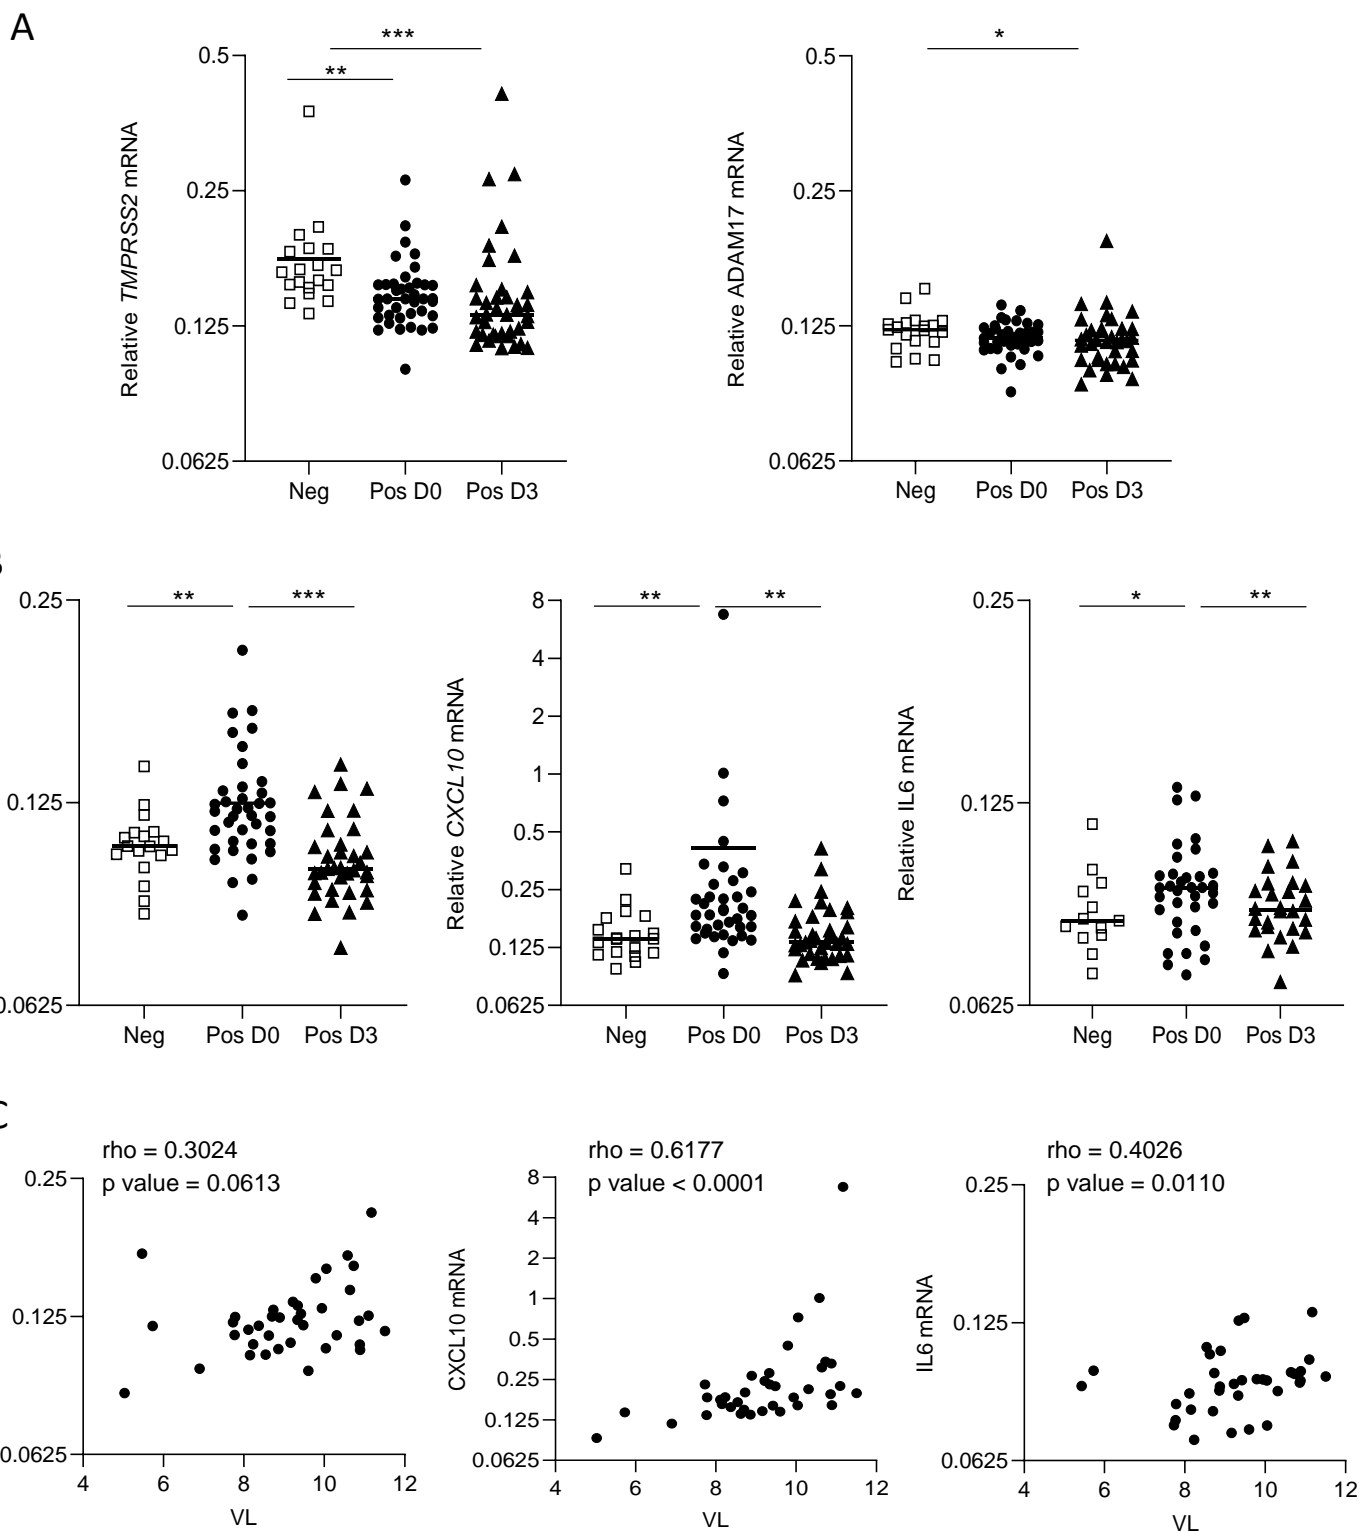 A
***
**
0.5
0.25
0.125
0.0625
Relative TMPRSS2 mRNA
Neg Pos D0 Pos D3
*
0.5
0.25
0.125
0.0625
Relative ADAM17 mRNA
Neg Pos D0 Pos D3
** ***
0.25
0.125
0.0625
Neg Pos D0 Pos D3
** **
8
4
2
1
0.5
0.25
0.125
0.0625
Relative CXCL10 mRNA
Neg Pos D0 Pos D3
* **
0.25
0.125
0.0625
Relative IL6 mRNA
Neg Pos D0 Pos D3
C
rho = 0.3024
p value = 0.0613
0.25
0.125
0.0625
4 6 8 10 12
VL
rho = 0.6177
p value < 0.0001
8
4
2
1
0.5
0.25
0.125
0.0625
CXCL10 mRNA
4 6 8 10 12
VL
rho = 0.4026
p value = 0.0110
0.25
0.125
0.0625
IL6 mRNA
4 6 8 10 12
VL